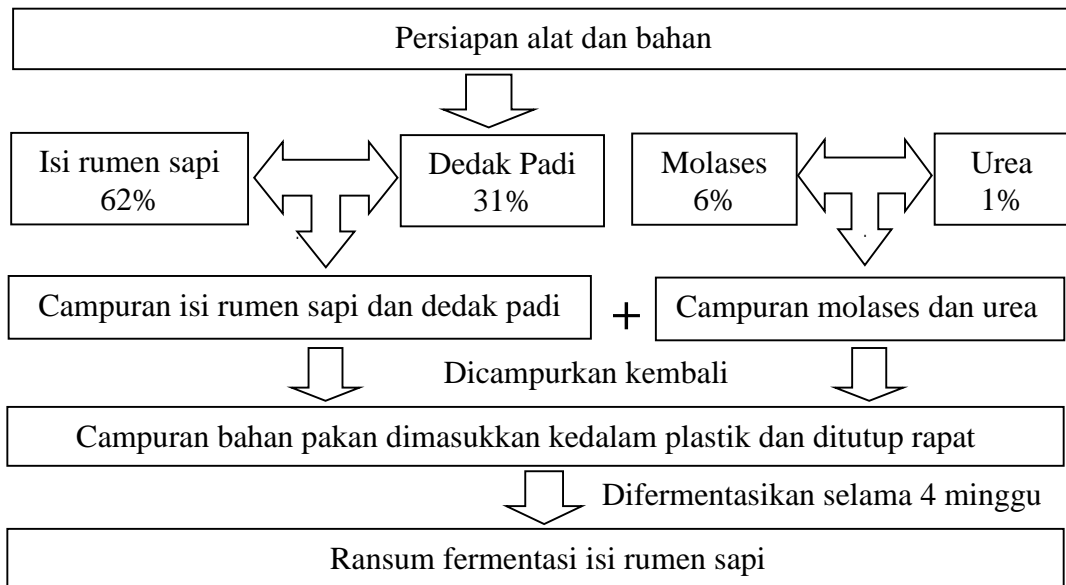 Persiapan alat dan bahan
Isi rumen sapi
62%
Dedak Padi
31%
Molases
6%
Urea
1%
Campuran isi rumen sapi dan dedak padi
+
Campuran molases dan urea
Dicampurkan kembali
Campuran bahan pakan dimasukkan kedalam plastik dan ditutup rapat
Difermentasikan selama 4 minggu
Ransum fermentasi isi rumen sapi